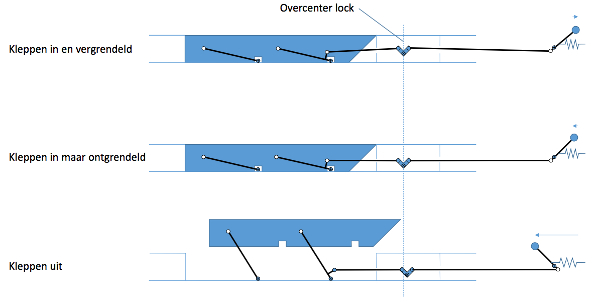 Overcenter lock
Kleppen in en vergrendeld
Kleppen in maar ontgrendeld
Kleppen uit